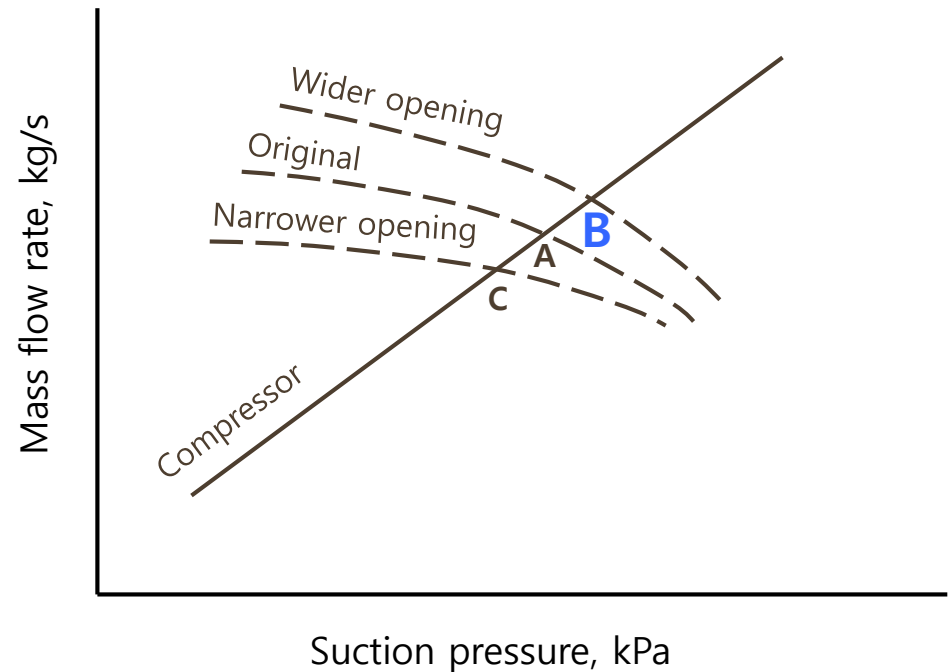 Wider opening
Original
Narrower opening
B
A
C
Compressor
Mass flow rate, kg/s
Suction pressure, kPa